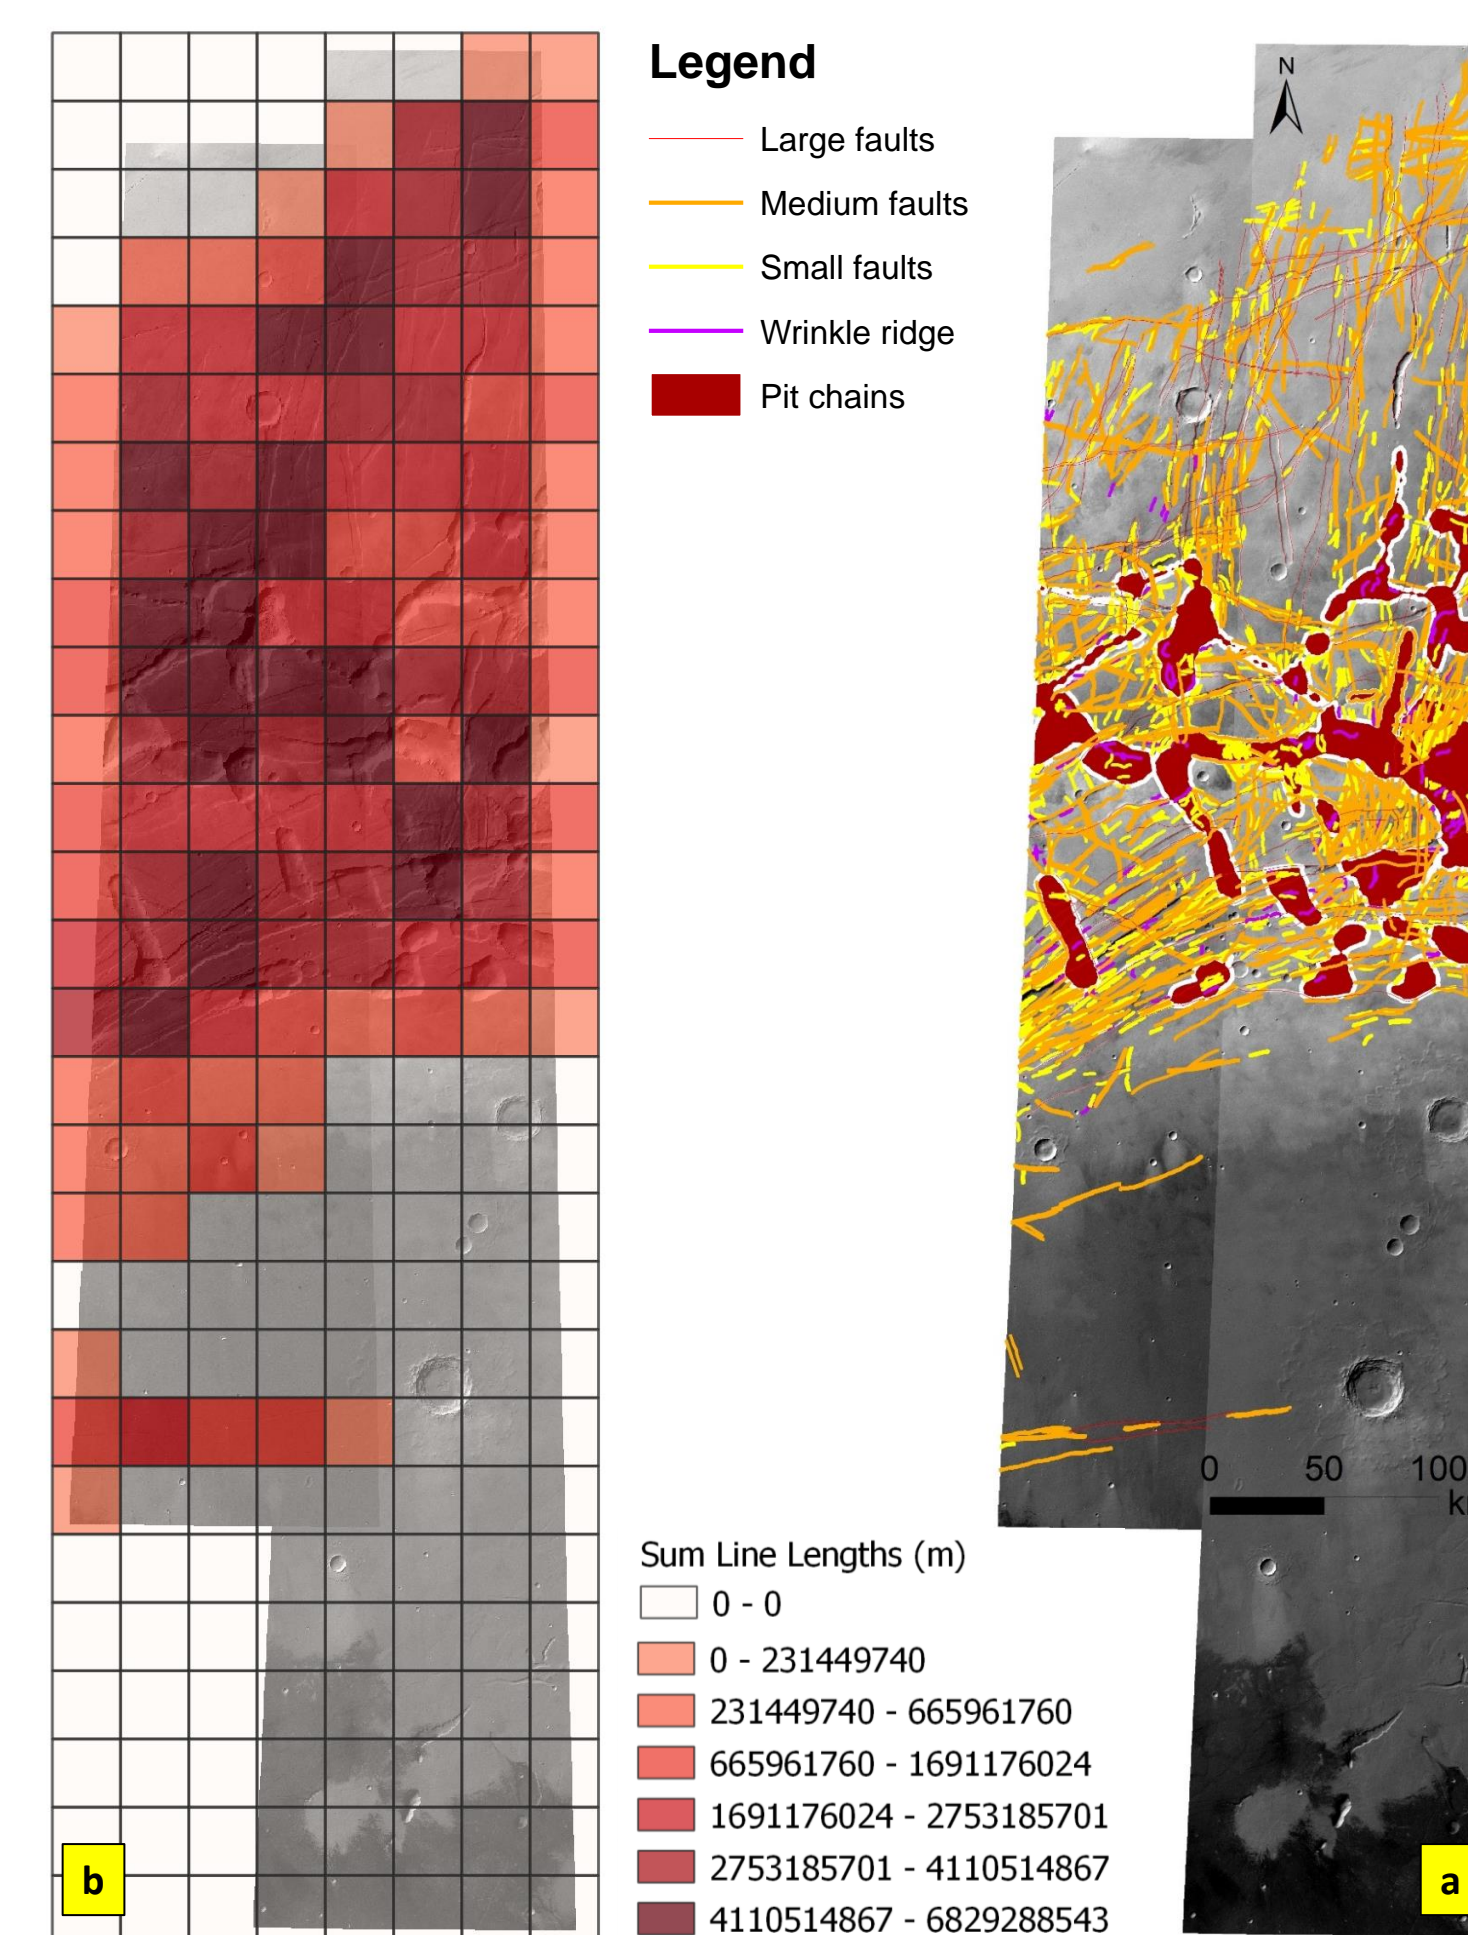 Legend
Large faults
Medium faults
Small faults
Wrinkle ridge
Pit chains
N
0 50 100
k
Sum Line Lengths (m)
0 - 0
0 - 231449740
231449740 - 665961760
665961760 - 1691176024
1691176024 - 2753185701
2753185701 - 4110514867
4110514867 - 6829288543
b
a